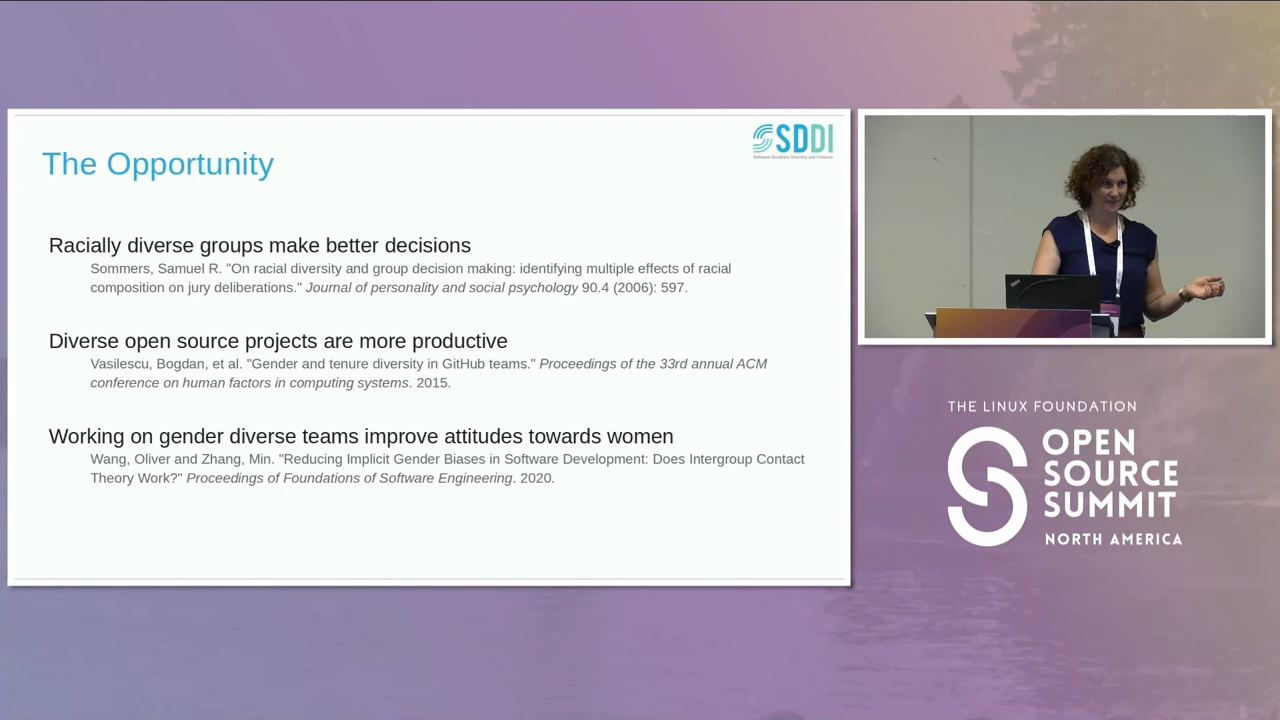 The Opportunity
SDDI
Software Developer Diversity and Inclusion
Racially diverse groups make better decisions
Sommers, Samuel R. "On racial diversity and group decision making: identifying multiple effects of racial
composition on jury deliberations." Journal of personality and social psychology 90.4 (2006): 597.
Diverse open source projects are more productive
Vasilescu, Bogdan, et al. "Gender and tenure diversity in GitHub teams." Proceedings of the 33rd annual ACM
conference on human factors in computing systems. 2015.
Working on gender diverse teams improve attitudes towards women
Wang, Oliver and Zhang, Min. "Reducing Implicit Gender Biases in Software Development: Does Intergroup Contact
Theory Work?" Proceedings of Foundations of Software Engineering. 2020.
THE LINUX FOUNDATION
OPEN
SOURCE
SUMMIT
NORTH AMERICA